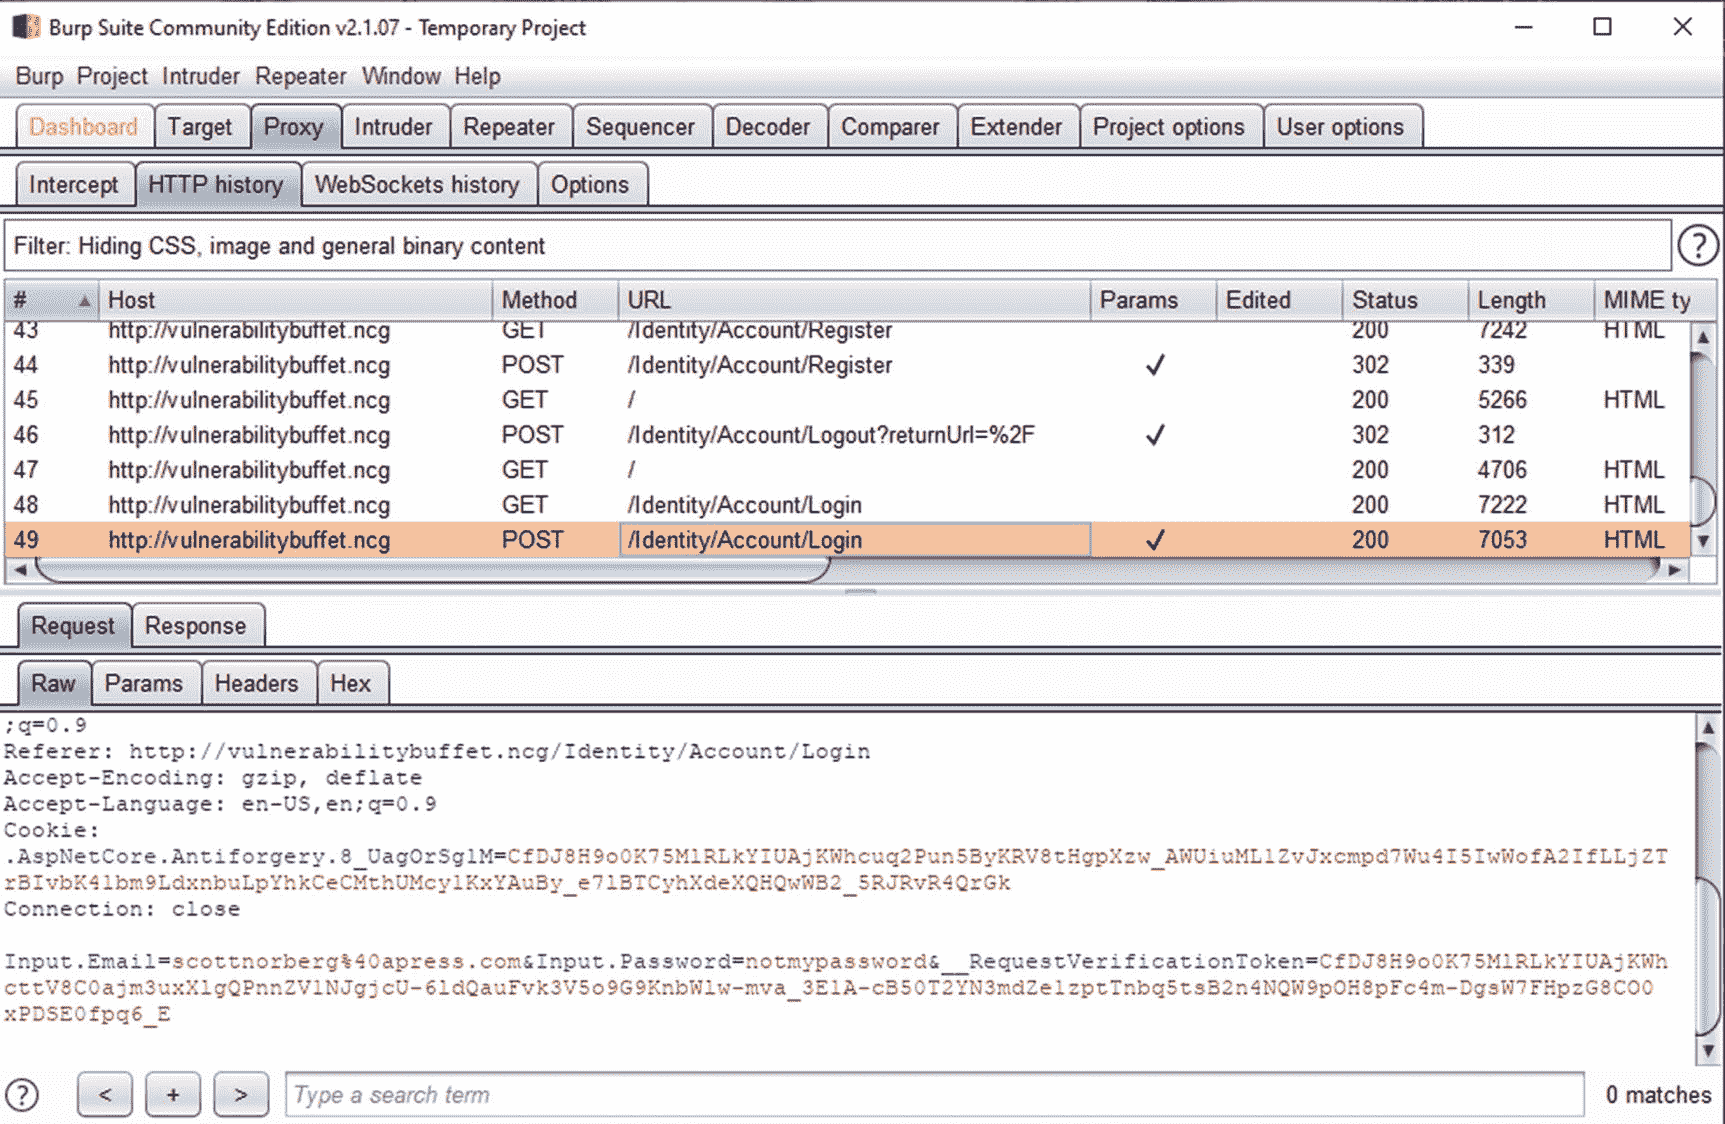 Burp Suite Community Edition v2.1.07 - Temporary Project
Burp Project Intruder Repeater Window Help
Dashboard Target Proxy Intruder Repeater Sequencer Decoder Comparer Extender Project options User options
Intercept HTTP history WebSockets history Options
Filter: Hiding CSS, image and general binary content ?
# Host Method URL Params Edited Status Length MIME ty
43 http://vulnerabilitybuffet.ncg GET /Identity/Account/Register 200 7242 HTML
44 http://vulnerabilitybuffet.ncg POST /Identity/Account/Register ✓ 302 339
45 http://vulnerabilitybuffet.ncg GET / 200 5266 HTML
46 http://vulnerabilitybuffet.ncg POST /Identity/Account/Logout?returnUrl=%2F ✓ 302 312
47 http://vulnerabilitybuffet.ncg GET / 200 4706 HTML
48 http://vulnerabilitybuffet.ncg GET /Identity/Account/Login 200 7222 HTML
49 http://vulnerabilitybuffet.ncg POST /Identity/Account/Login ✓ 200 7053 HTML
Request Response
Raw Params Headers Hex
;q=0.9
Referer: http://vulnerabilitybuffet.ncg/Identity/Account/Login
Accept-Encoding: gzip, deflate
Accept-Language: en-US,en;q=0.9
Cookie:
.AspNetCore.Antiforgery.8_UagOrSglM=CfDJ8H9o0K75MlRLkYIUAjKWhcuq2Pun5ByKRV8tHgpXzw_AWUiuML1ZvJxcmpd7Wu4I5IwWofA2IfLLjZT
rBIvbK41bm9LdxnbuLpYhkCeCMthUMcy1KxYAuBy_e7lBTCyhXdeXQHQwWB2_5RJRvR4QrGk
Connection: close
Input.Email=scottnorberg%40apress.com&Input.Password=notmypassword&__RequestVerificationToken=CfDJ8H9o0K75MlRLkYIUAjKWh
cttV8C0ajm3uxXlgQPnnZVlNJgjcU-6ldQauFvk3V5o9G9KnbWlw-mva_3E1A-cB50T2YN3mdZelzptTnbq5tsB2n4NQW9pOH8pFc4m-DgsW7FHpzG8CO0
xPDSE0fpq6_E
? < + > Type a search term 0 matches